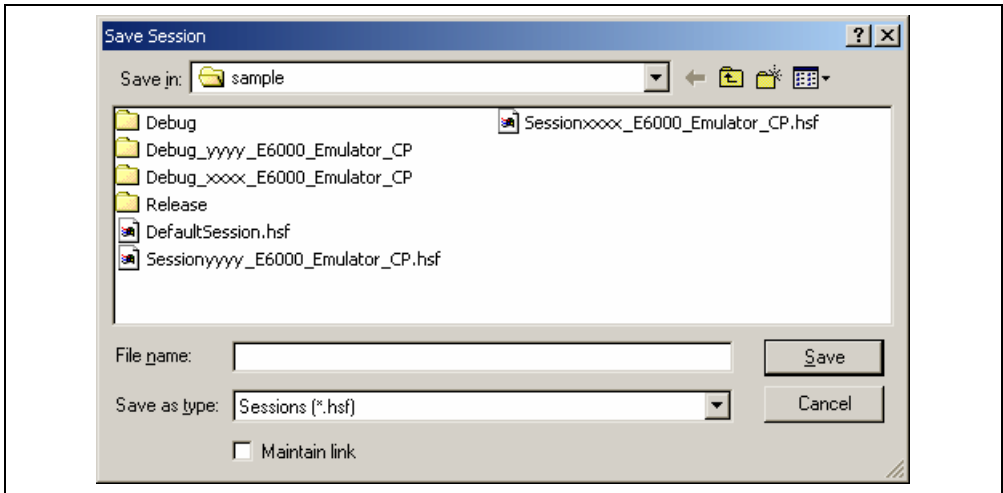 Save Session
Save in: sample
Debug
Debug_yyyy_E6000_Emulator_CP
Debug_xxxx_E6000_Emulator_CP
Release
DefaultSession.hsf
Sessionyyyy_E6000_Emulator_CP.hsf
Sessionxxxx_E6000_Emulator_CP.hsf
File name:
Save
Save as type: Sessions (*.hsf)
Cancel
Maintain link